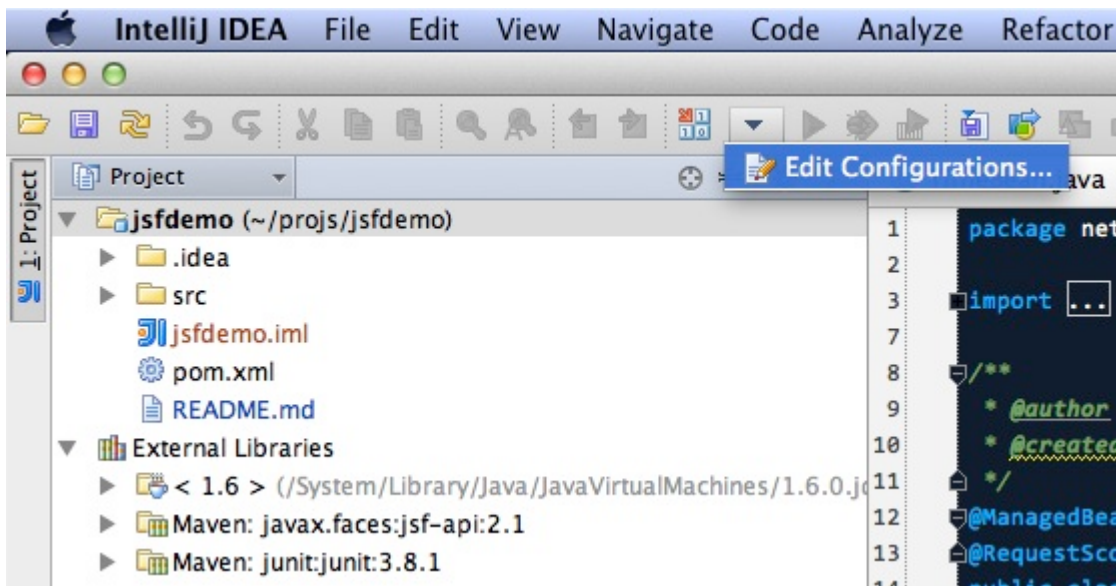 IntelliJ IDEA File Edit View Navigate Code Analyze Refactor
Project
Edit Configurations...
1: Project
jsfdemo (~/projs/jsfdemo)
.idea
src
jsfdemo.iml
pom.xml
README.md
External Libraries
< 1.6 > (/System/Library/Java/JavaVirtualMachines/1.6.0.j
Maven: javax.faces:jsf-api:2.1
Maven: junit:junit:3.8.1
ava
1 package net
2
3 import ...
7
8 /**
9 * @author
10 * @created
11 */
12 @ManagedBea
13 @RequestSco